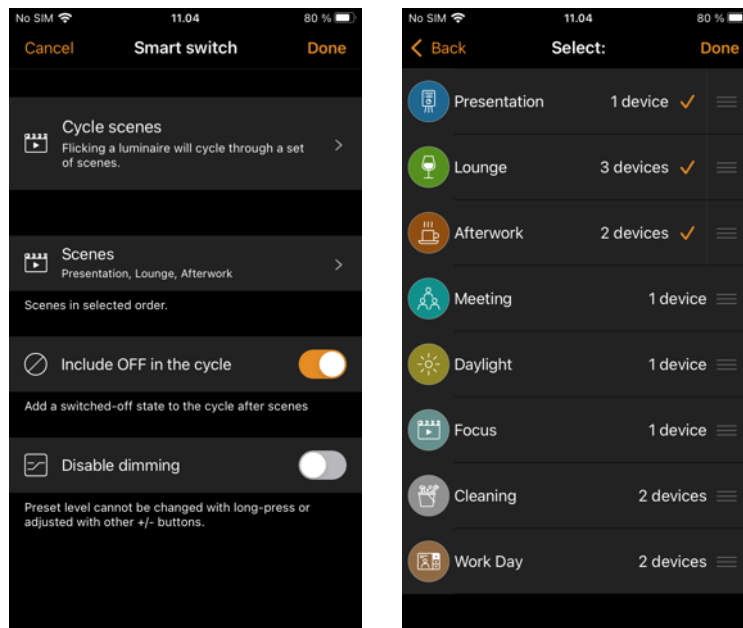 No SIM 11.04 80 %
Cancel Smart switch Done
Cycle scenes
Flicking a luminaire will cycle through a set
of scenes.
Scenes
Presentation, Lounge, Afterwork
Scenes in selected order.
Include OFF in the cycle
Add a switched-off state to the cycle after scenes
Disable dimming
Preset level cannot be changed with long-press or
adjusted with other +/- buttons.
No SIM 11.04 80 %
Back Select: Done
Presentation 1 device
Lounge 3 devices
Afterwork 2 devices
Meeting 1 device
Daylight 1 device
Focus 1 device
Cleaning 2 devices
Work Day 2 devices